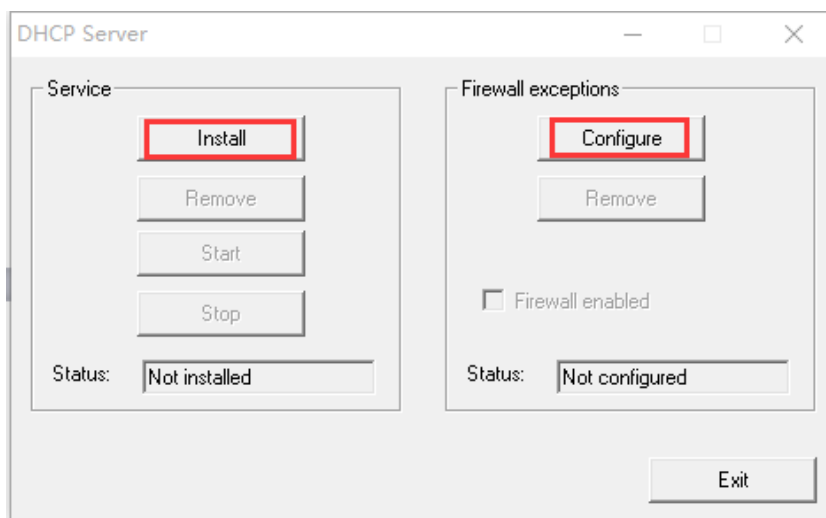 DHCP Server
Service
Install
Remove
Start
Stop
Status: Not installed
Firewall exceptions
Configure
Remove
Firewall enabled
Status: Not configured
Exit